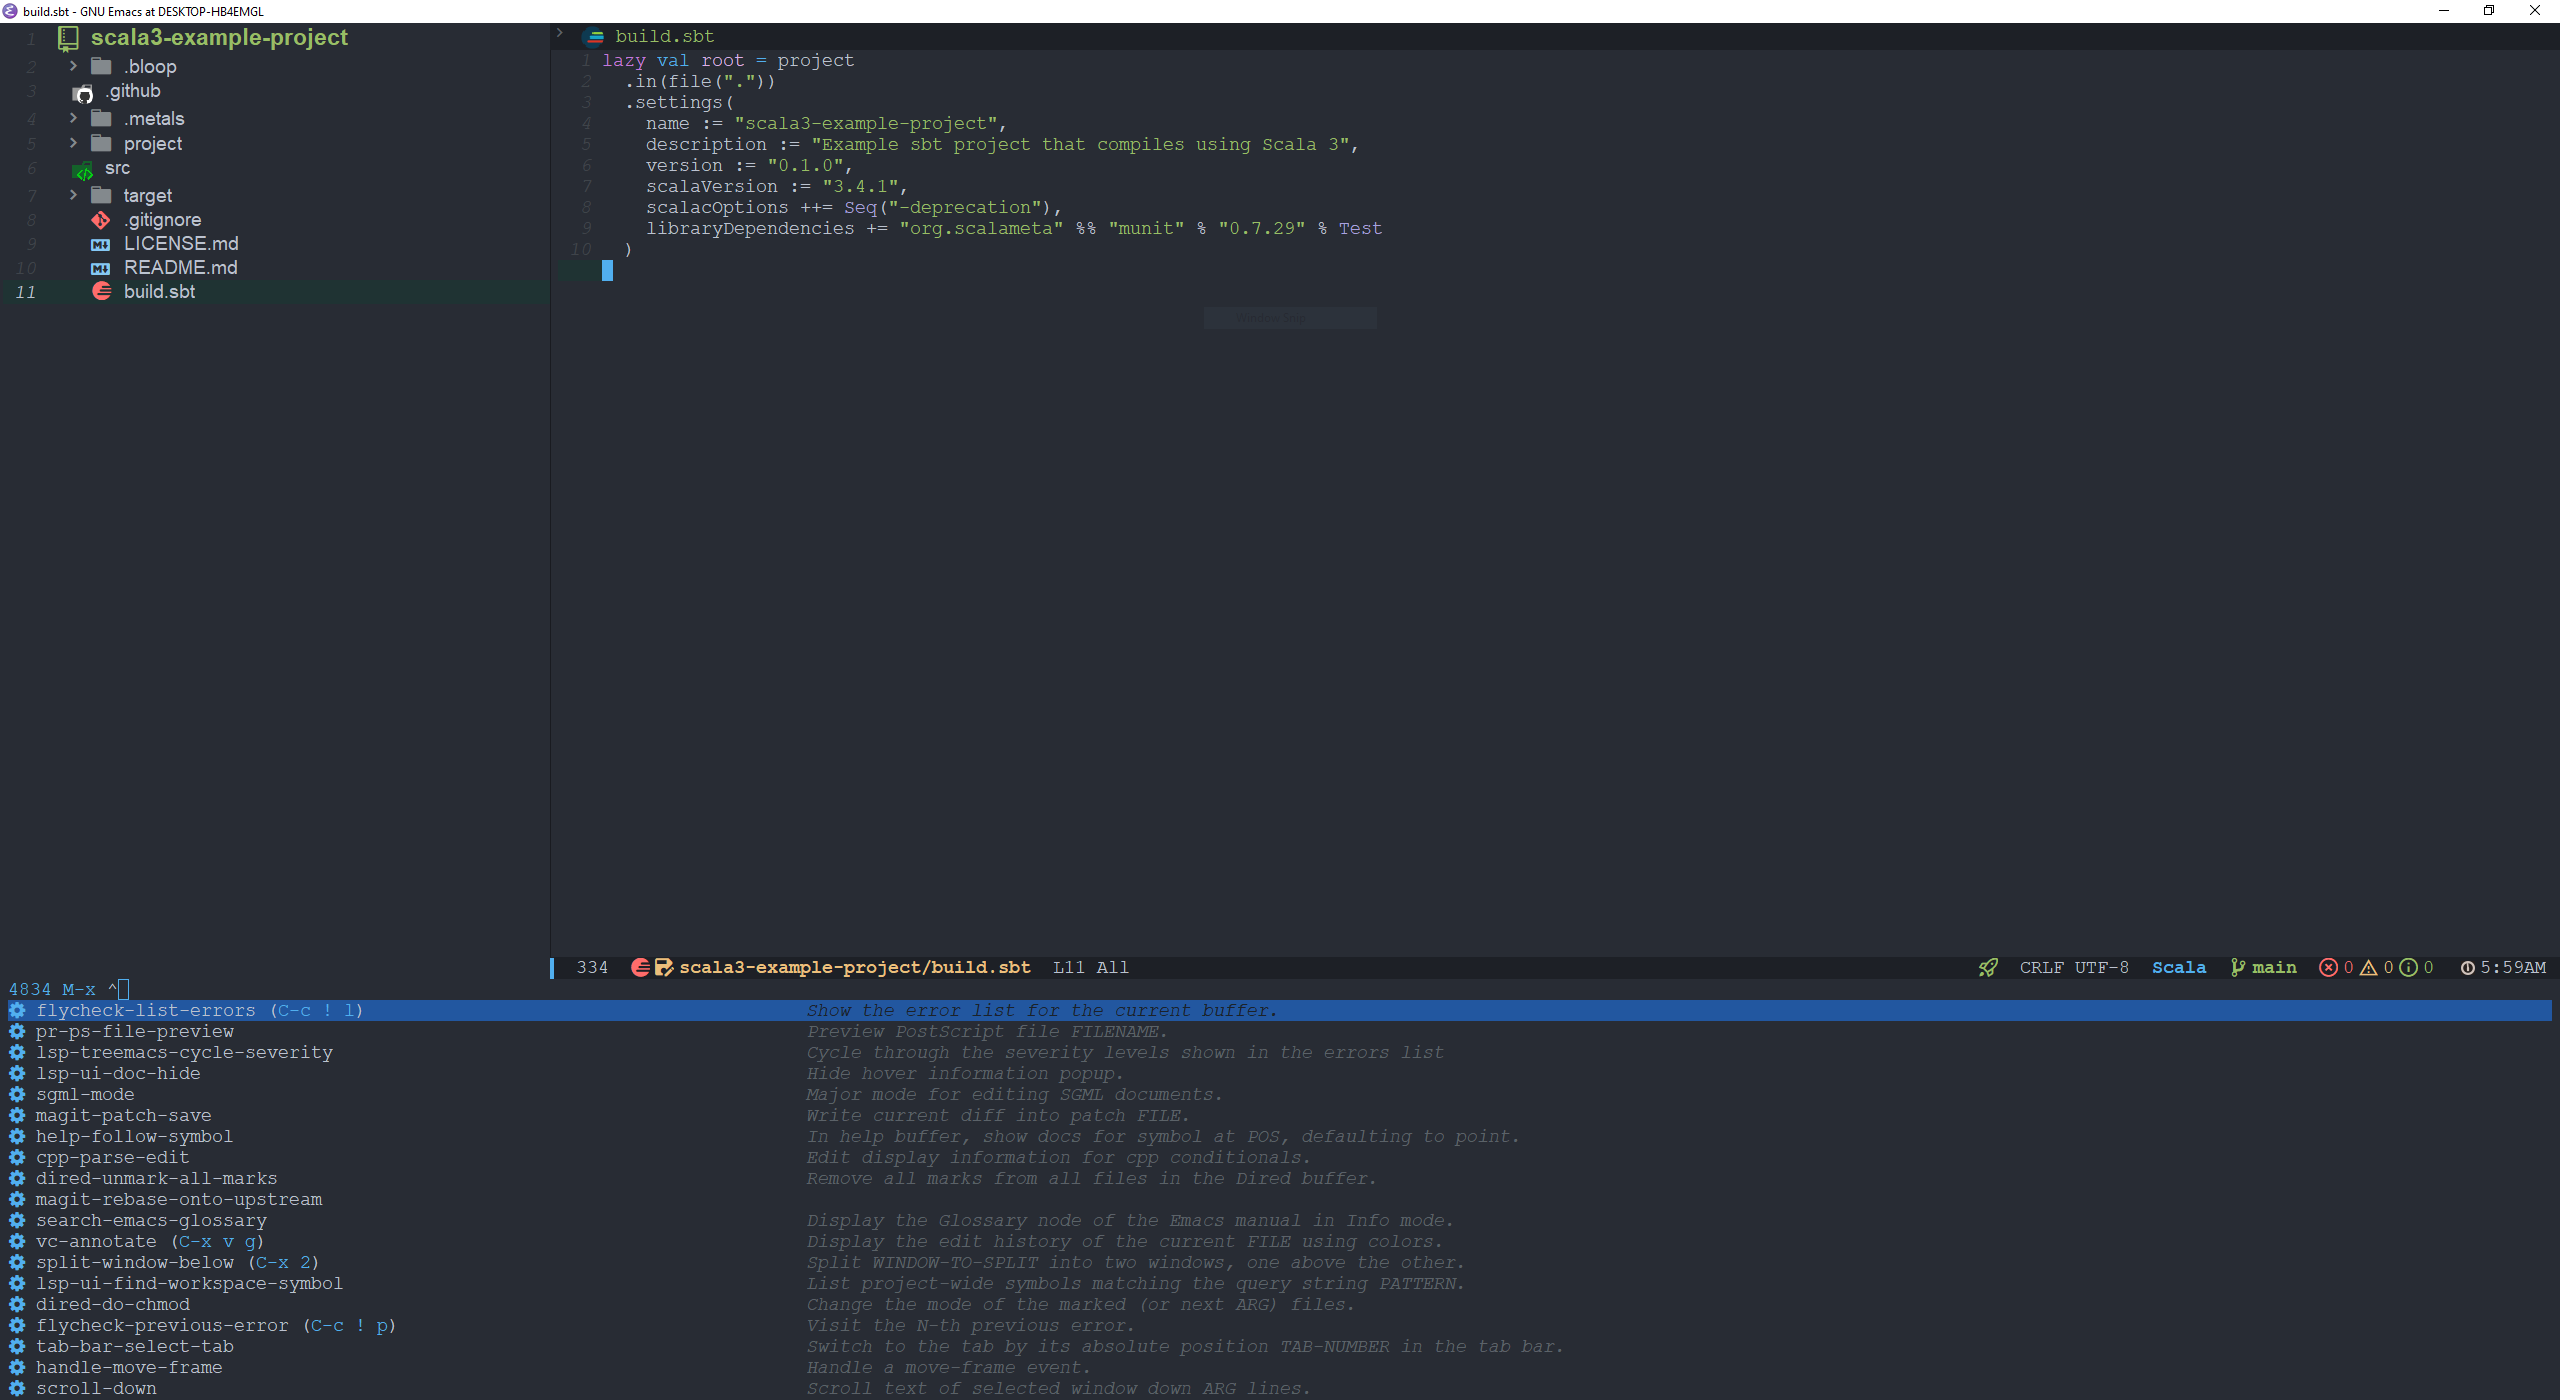 build.sbt - GNU Emacs at DESKTOP-HB4EMGL
1 scala3-example-project
2 > .bloop
3 .github
4 > .metals
5 > project
6 src
7 > target
8 .gitignore
9 LICENSE.md
10 README.md
11 build.sbt
> build.sbt
1 lazy val root = project
2 .in(file("."))
3 .settings(
4 name := "scala3-example-project",
5 description := "Example sbt project that compiles using Scala 3",
6 version := "0.1.0",
7 scalaVersion := "3.4.1",
8 scalacOptions ++= Seq("-deprecation"),
9 libraryDependencies += "org.scalameta" %% "munit" % "0.7.29" % Test
10 )
334 scala3-example-project/build.sbt L11 All CRLF UTF-8 Scala main 0 0 0 5:59AM
4834 M-x ^
flycheck-list-errors (C-c ! l) Show the error list for the current buffer.
pr-ps-file-preview Preview PostScript file FILENAME.
lsp-treemacs-cycle-severity Cycle through the severity levels shown in the errors list
lsp-ui-doc-hide Hide hover information popup.
sgml-mode Major mode for editing SGML documents.
magit-patch-save Write current diff into patch FILE.
help-follow-symbol In help buffer, show docs for symbol at POS, defaulting to point.
cpp-parse-edit Edit display information for cpp conditionals.
dired-unmark-all-marks Remove all marks from all files in the Dired buffer.
magit-rebase-onto-upstream
search-emacs-glossary Display the Glossary node of the Emacs manual in Info mode.
vc-annotate (C-x v g) Display the edit history of the current FILE using colors.
split-window-below (C-x 2) Split WINDOW-TO-SPLIT into two windows, one above the other.
lsp-ui-find-workspace-symbol List project-wide symbols matching the query string PATTERN.
dired-do-chmod Change the mode of the marked (or next ARG) files.
flycheck-previous-error (C-c ! p) Visit the N-th previous error.
tab-bar-select-tab Switch to the tab by its absolute position TAB-NUMBER in the tab bar.
handle-move-frame Handle a move-frame event.
scroll-down Scroll text of selected window down ARG lines.